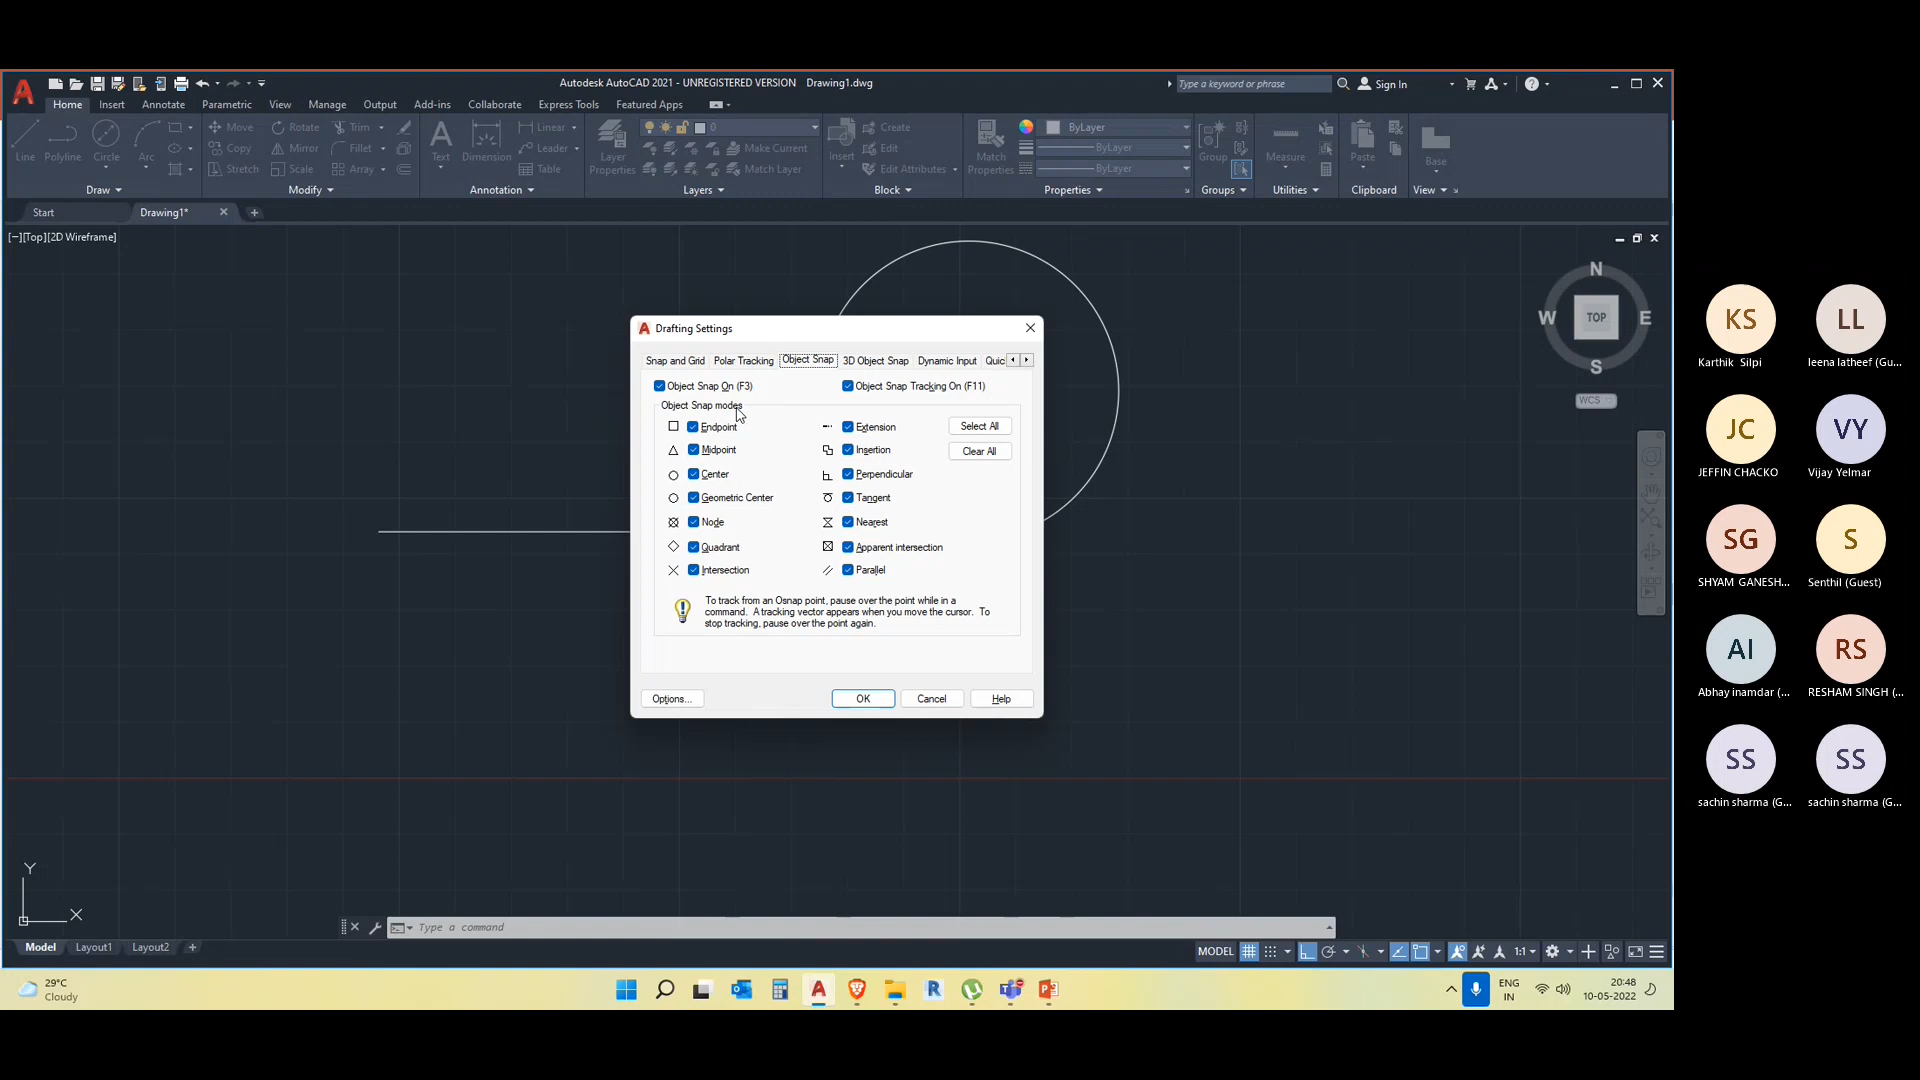 Autodesk AutoCAD 2021 - UNREGISTERED VERSION Drawing1.dwg
Type a keyword or phrase
Sign In
Home Insert Annotate Parametric View Manage Output Add-ins Collaborate Express Tools Featured Apps
Line Polyline Circle Arc
Move Rotate Trim
Copy Mirror Fillet
Stretch Scale Array
Text Dimension
Linear
Leader
Table
Layer Properties
0
Make Current
Match Layer
Insert
Create
Edit
Edit Attributes
Match Properties
ByLayer
ByLayer
ByLayer
Group
Measure
Paste
Base
Draw Modify Annotation Layers Block Properties Groups Utilities Clipboard View
Start Drawing1*
[−][Top][2D Wireframe]
N
W TOP E
S
WCS
Drafting Settings
Snap and Grid Polar Tracking Object Snap 3D Object Snap Dynamic Input Quic
Object Snap On (F3) Object Snap Tracking On (F11)
Object Snap modes
Endpoint Extension Select All
Midpoint Insertion Clear All
Center Perpendicular
Geometric Center Tangent
Node Nearest
Quadrant Apparent intersection
Intersection Parallel
To track from an Osnap point, pause over the point while in a
command. A tracking vector appears when you move the cursor. To
stop tracking, pause over the point again.
Options... OK Cancel Help
Y
X
Type a command
Model Layout1 Layout2
MODEL 1:1
29°C
Cloudy
ENG
IN
20:48
10-05-2022
KS LL
Karthik Silpi leena latheef (Gu...
JC VY
JEFFIN CHACKO Vijay Yelmar
SG S
SHYAM GANESH... Senthil (Guest)
AI RS
Abhay inamdar (... RESHAM SINGH (...
SS SS
sachin sharma (G... sachin sharma (G...